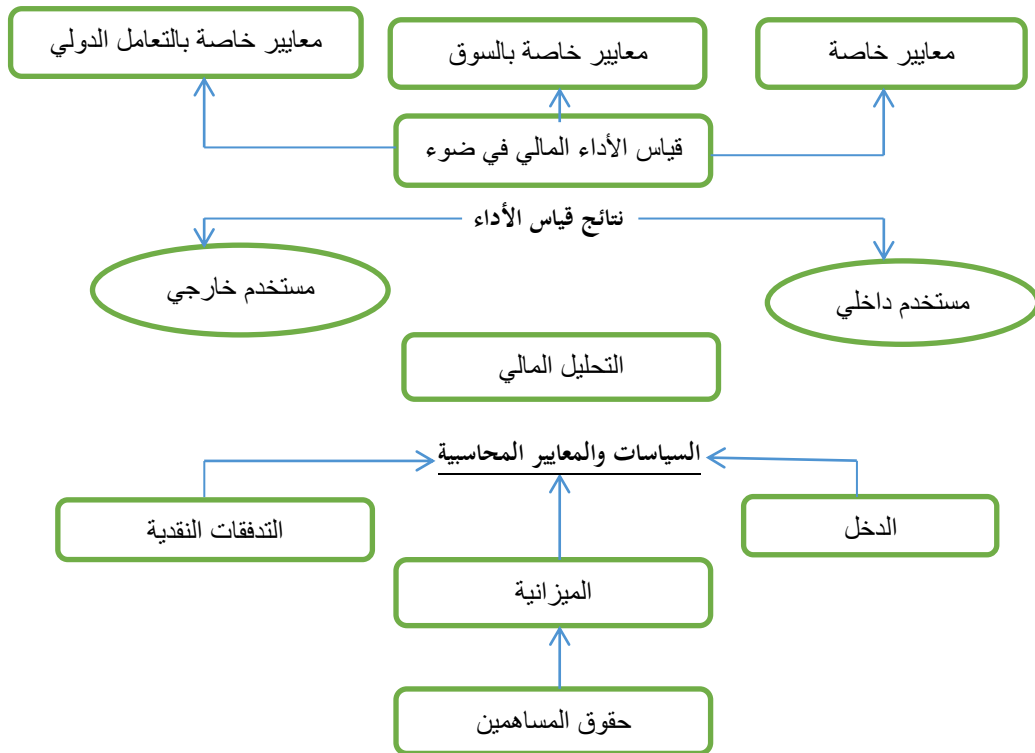 معايير خاصة
معايير خاصة بالسوق
معايير خاصة بالتعامل الدولي
قياس الأداء المالي في ضوء
نتائج قياس الأداء
مستخدم داخلي
مستخدم خارجي
التحليل المالي
السياسات والمعايير المحاسبية
الدخل
التدفقات النقدية
الميزانية
حقوق المساهمين